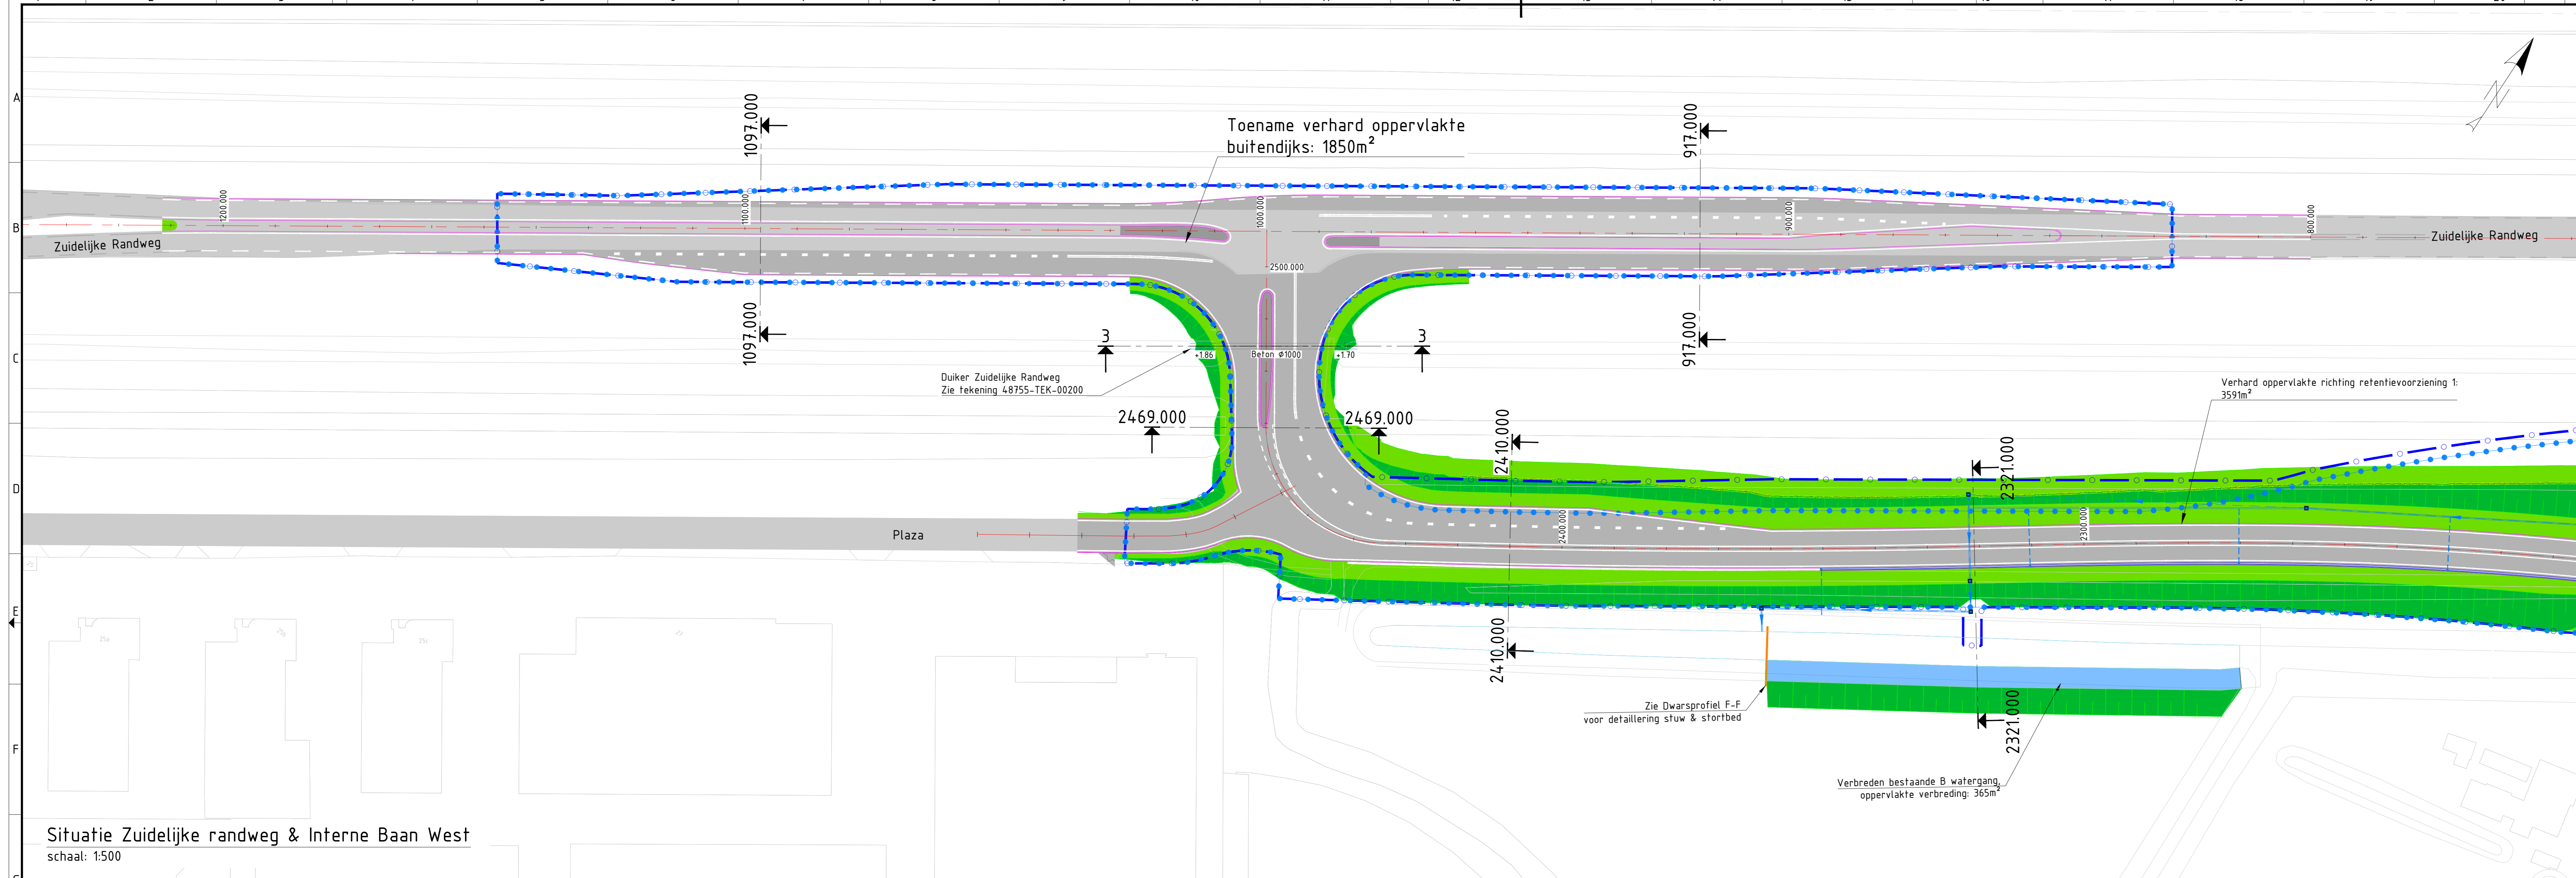 A
B
C
D
E
F
1097.000
Toename verhard oppervlakte
buitendijks: 1850m²
917.000
N
1200.000
1100.000
1000.000
900.000
800.000
Zuidelijke Randweg
Zuidelijke Randweg
2500.000
1097.000
917.000
3
3
+1.86
Beton Ø1000
+1.70
Duiker Zuidelijke Randweg
Zie tekening 48755-TEK-00200
2469.000
2469.000
2410.000
2321.000
Verhard oppervlakte richting retentievoorziening 1:
3591m²
Plaza
2400.000
2300.000
25a
25b
25c
27
2410.000
2321.000
Zie Dwarsprofiel F-F
voor detaillering stuw & stortbed
Verbreden bestaande B watergang,
oppervlakte verbreding: 365m²
Situatie Zuidelijke randweg & Interne Baan West
schaal: 1:500